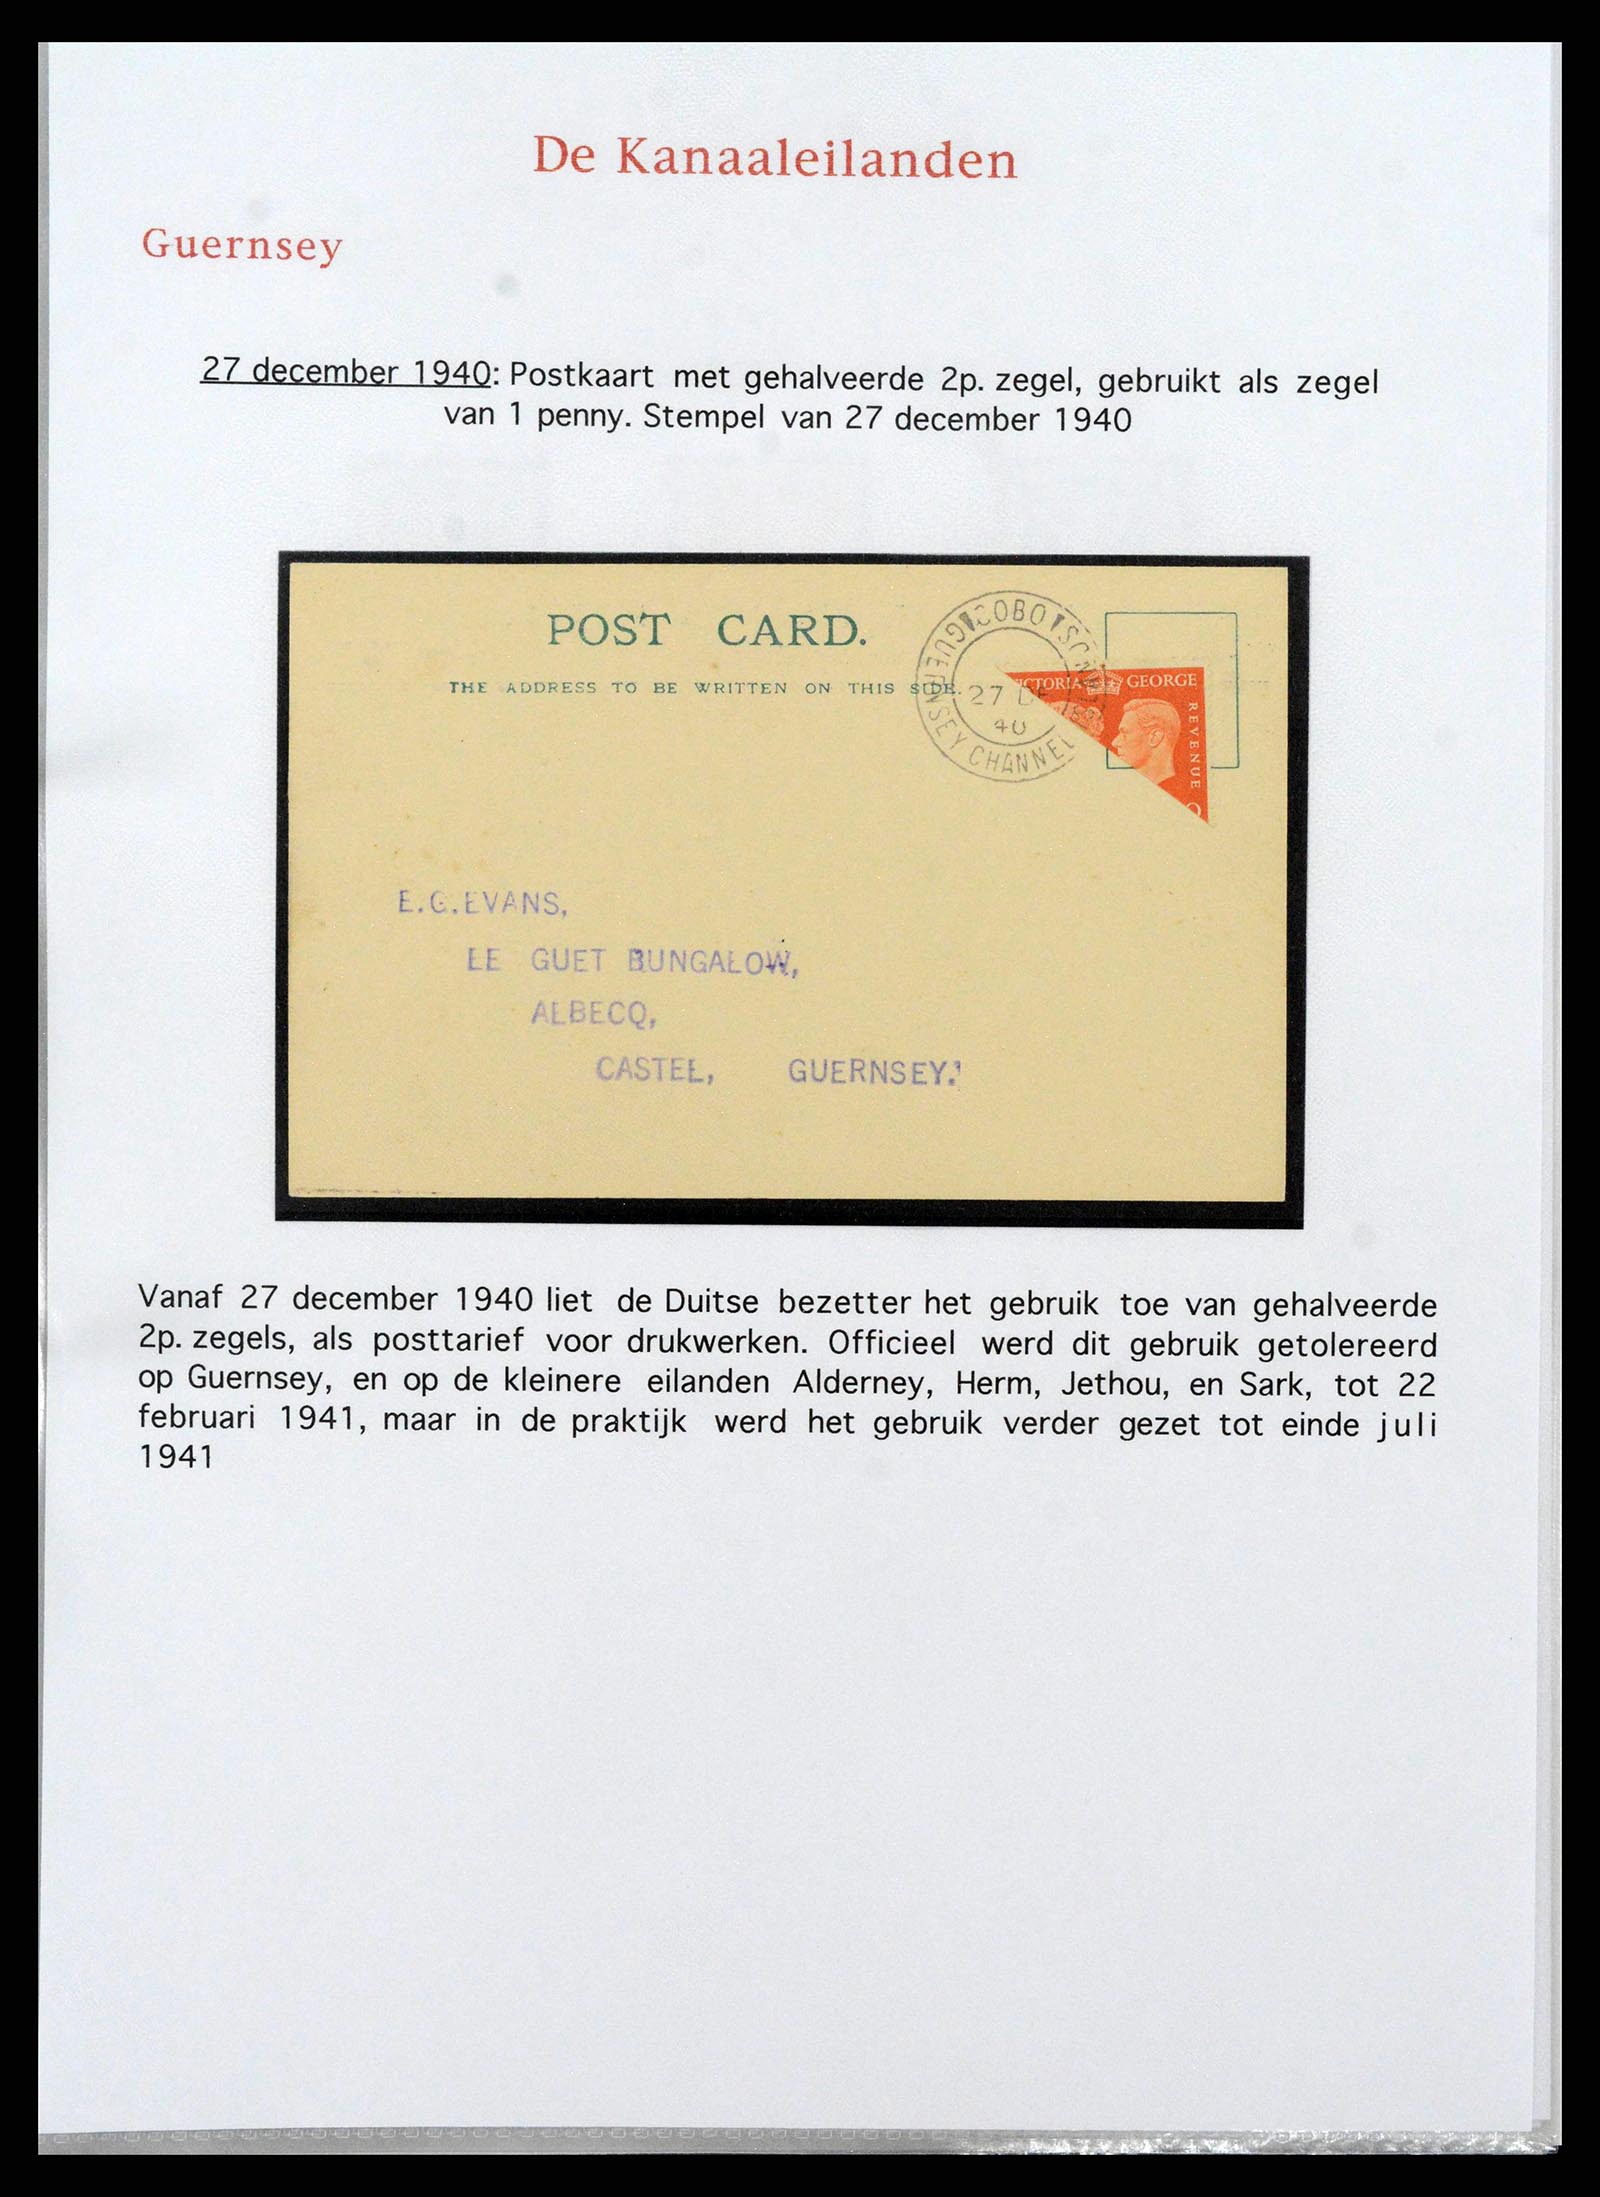 De Kanaaleilanden
Guernsey
27 december 1940: Postkaart met gehalveerde 2p. zegel, gebruikt als zegel
van 1 penny. Stempel van 27 december 1940
POST CARD.
THE ADDRESS TO BE WRITTEN ON THIS SIDE.
COBO
GUERNSEY CHANNEL
27 DE
40
VICTORIA GEORGE
REVENUE
E.G.EVANS,
LE GUET BUNGALOW,
ALBECQ,
CASTEL, GUERNSEY.
Vanaf 27 december 1940 liet de Duitse bezetter het gebruik toe van gehalveerde
2p. zegels, als posttarief voor drukwerken. Officieel werd dit gebruik getolereerd
op Guernsey, en op de kleinere eilanden Alderney, Herm, Jethou, en Sark, tot 22
februari 1941, maar in de praktijk werd het gebruik verder gezet tot einde juli
1941